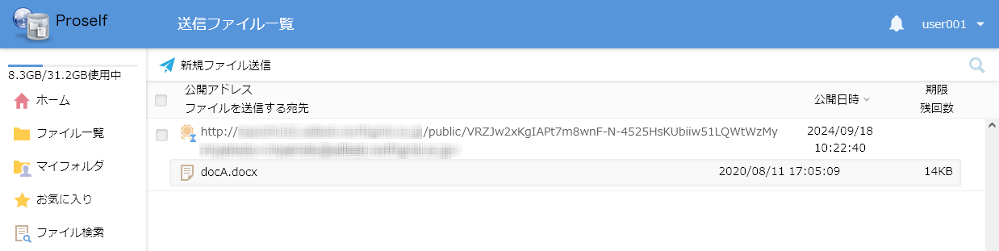 Proself
送信ファイル一覧
user001
8.3GB/31.2GB使用中
ホーム
ファイル一覧
マイフォルダ
お気に入り
ファイル検索
新規ファイル送信
公開アドレス
ファイルを送信する宛先
公開日時
期限
残回数
http:// /public/VRZJw2xKgIAPt7m8wnF-N-4525HsKUbiiw51LQWtWzMy
2024/09/18
10:22:40
docA.docx 2020/08/11 17:05:09 14KB